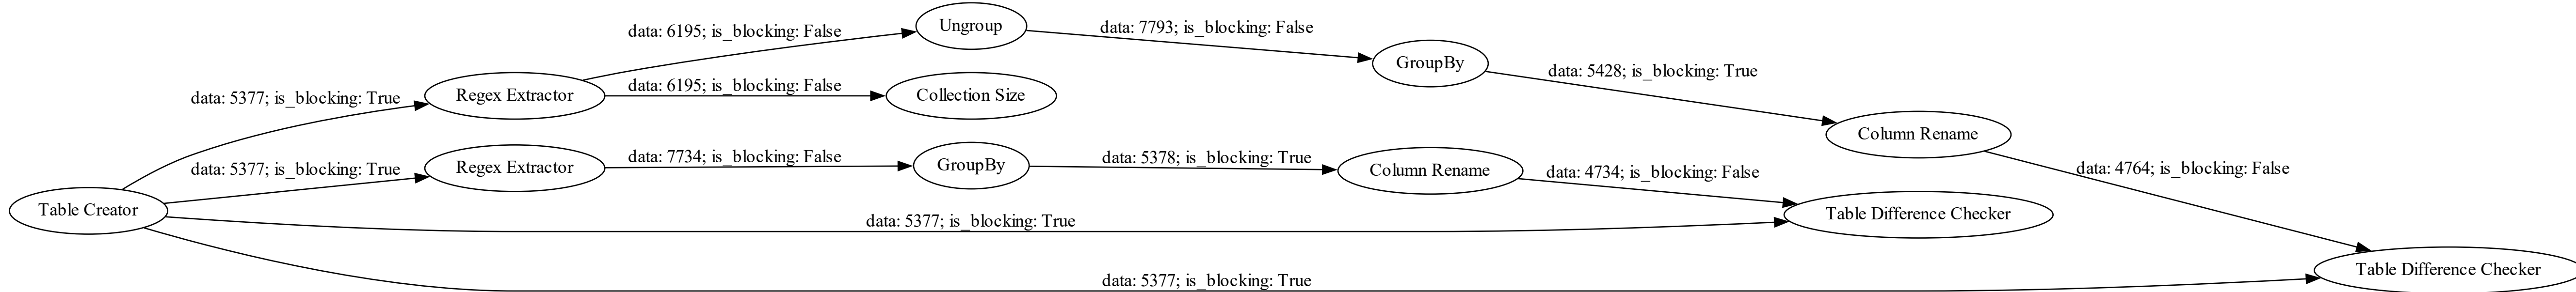 Ungroup
data: 6195; is_blocking: False
data: 7793; is_blocking: False
GroupBy
data: 5428; is_blocking: True
data: 5377; is_blocking: True
Regex Extractor
data: 6195; is_blocking: False
Collection Size
Column Rename
data: 5377; is_blocking: True
Regex Extractor
data: 7734; is_blocking: False
GroupBy
data: 5378; is_blocking: True
Column Rename
data: 4734; is_blocking: False
data: 4764; is_blocking: False
Table Creator
data: 5377; is_blocking: True
Table Difference Checker
data: 5377; is_blocking: True
Table Difference Checker